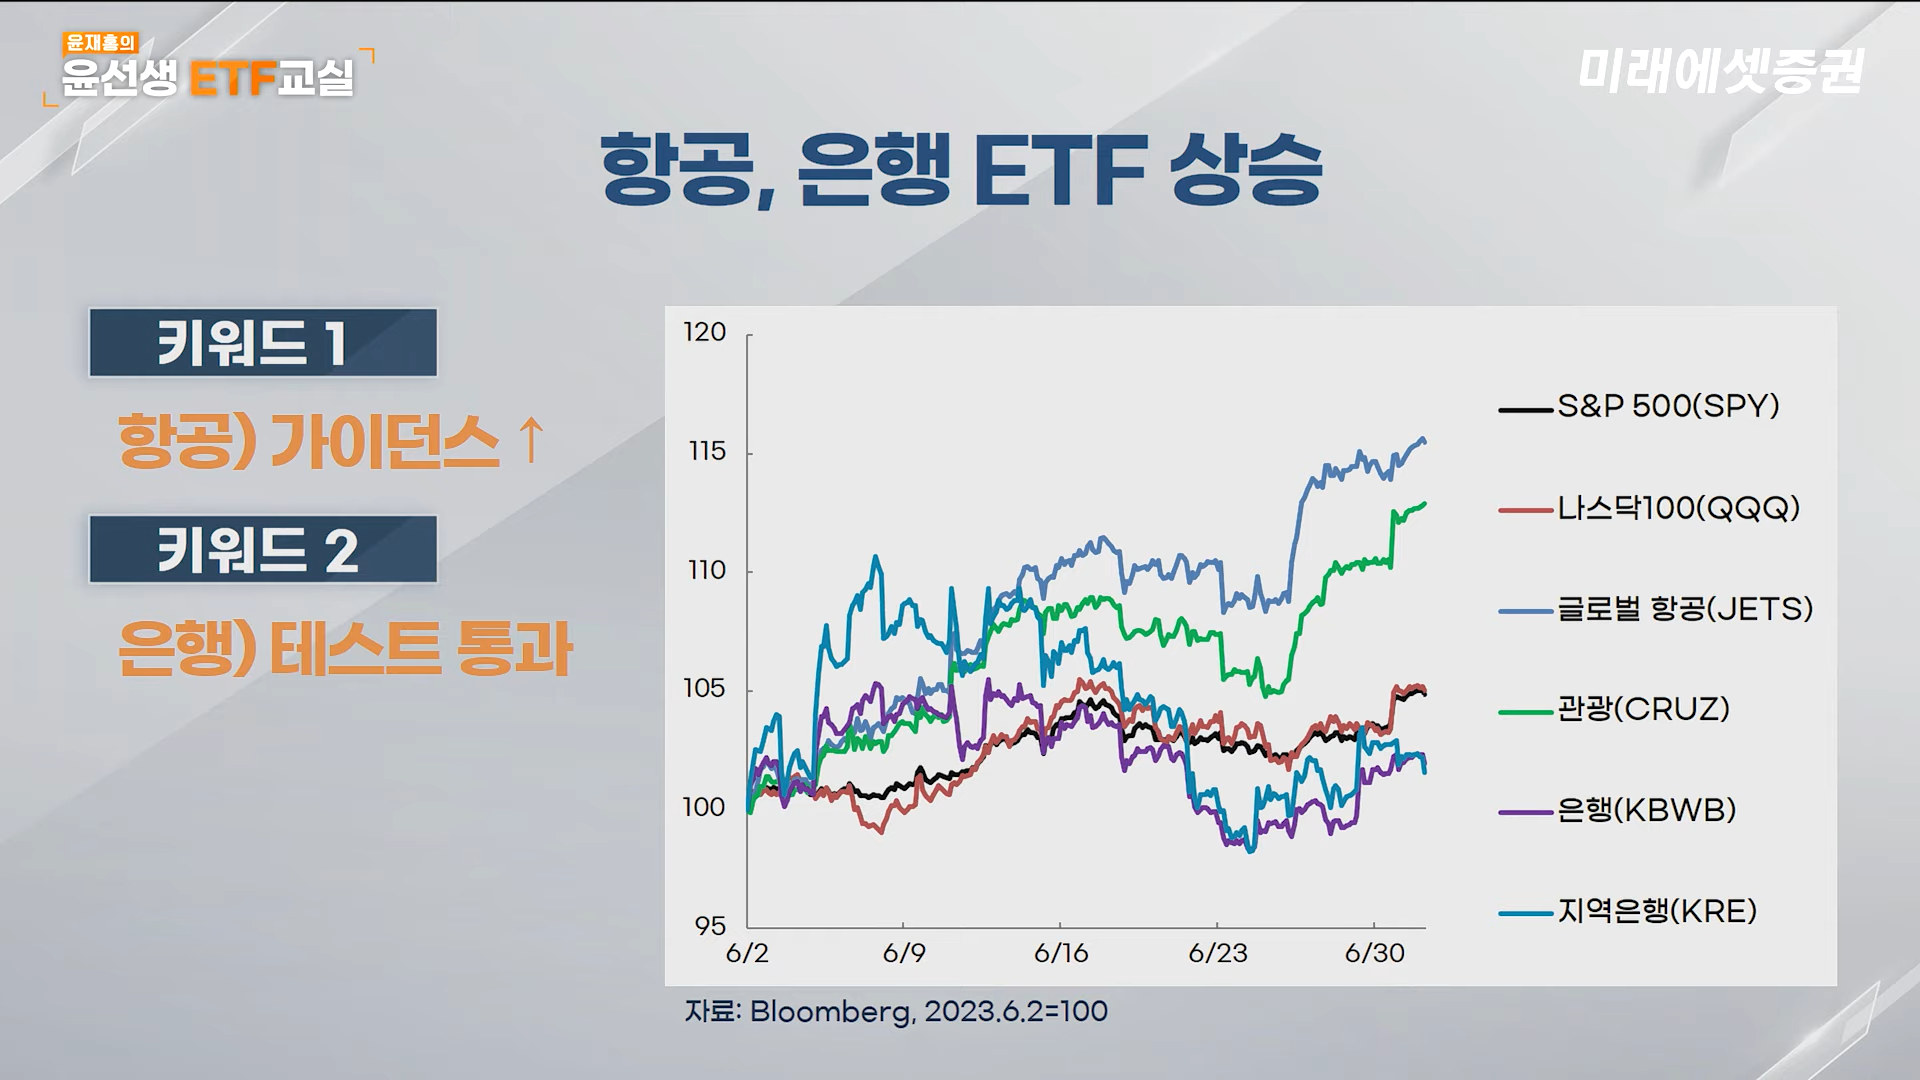 윤재홍의
윤선생 ETF교실
미래에셋증권
항공, 은행 ETF 상승
키워드 1
항공) 가이던스 ↑
키워드 2
은행) 테스트 통과
120
115
110
105
100
95
6/2
6/9
6/16
6/23
6/30
S&P 500(SPY)
나스닥100(QQQ)
글로벌 항공(JETS)
관광(CRUZ)
은행(KBWB)
지역은행(KRE)
자료: Bloomberg, 2023.6.2=100